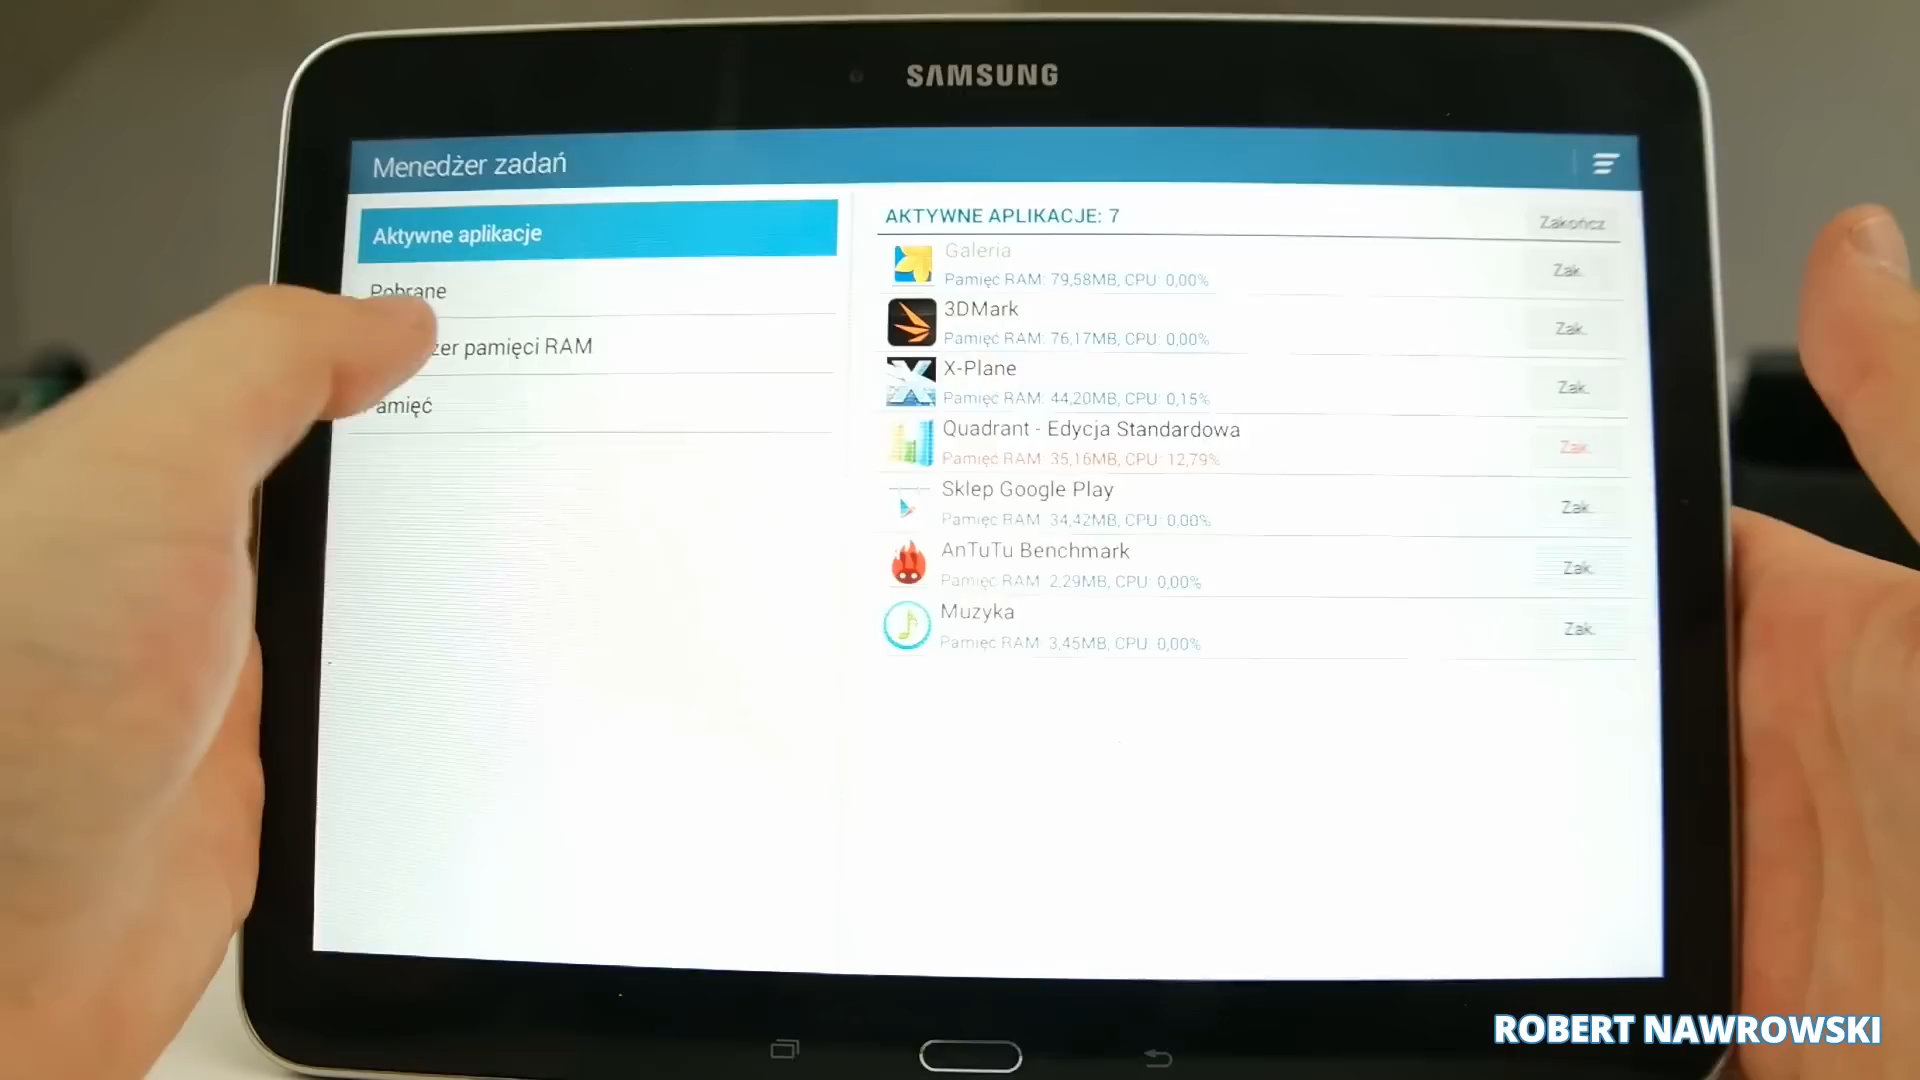 SAMSUNG
Menedżer zadań
Aktywne aplikacje
Pobrane
zer pamięci RAM
Pamięć
AKTYWNE APLIKACJE: 7
Zakończ
Galeria
Pamięć RAM: 79,58MB, CPU: 0,00%
Zak.
3DMark
Pamięć RAM: 76,17MB, CPU: 0,00%
Zak.
X-Plane
Pamięć RAM: 44,20MB, CPU: 0,15%
Zak.
Quadrant - Edycja Standardowa
Pamięć RAM: 35,16MB, CPU: 12,79%
Zak.
Sklep Google Play
Pamięć RAM: 34,42MB, CPU: 0,00%
Zak.
AnTuTu Benchmark
Pamięć RAM: 2,29MB, CPU: 0,00%
Zak.
Muzyka
Pamięć RAM: 3,45MB, CPU: 0,00%
Zak.
ROBERT NAWROWSKI